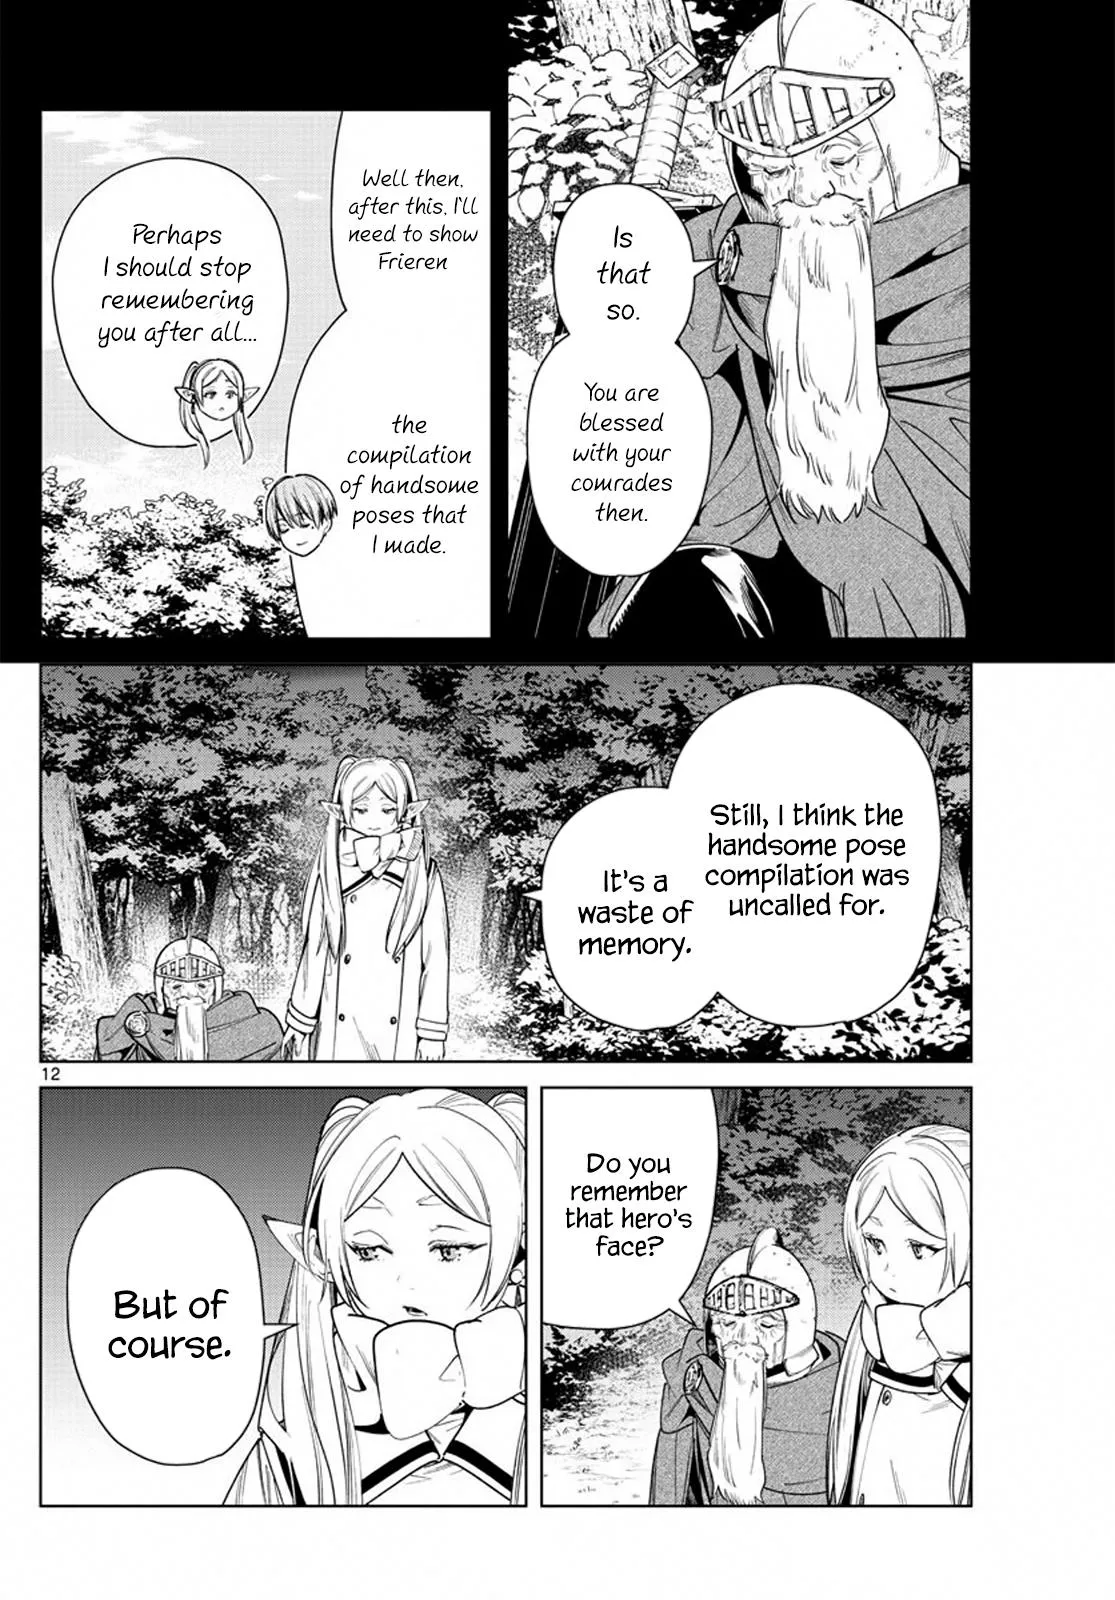 Is
that
so.
You are
blessed
with your
comrades
then.
Well then,
after this, I'll
need to show
Frieren
the
compilation
of handsome
poses that
I made.
Perhaps
I should stop
remembering
you after all...
Still, I think the
handsome pose
compilation was
uncalled for.
It's a
waste of
memory.
12
Do you
remember
that hero's
face?
But of
course.